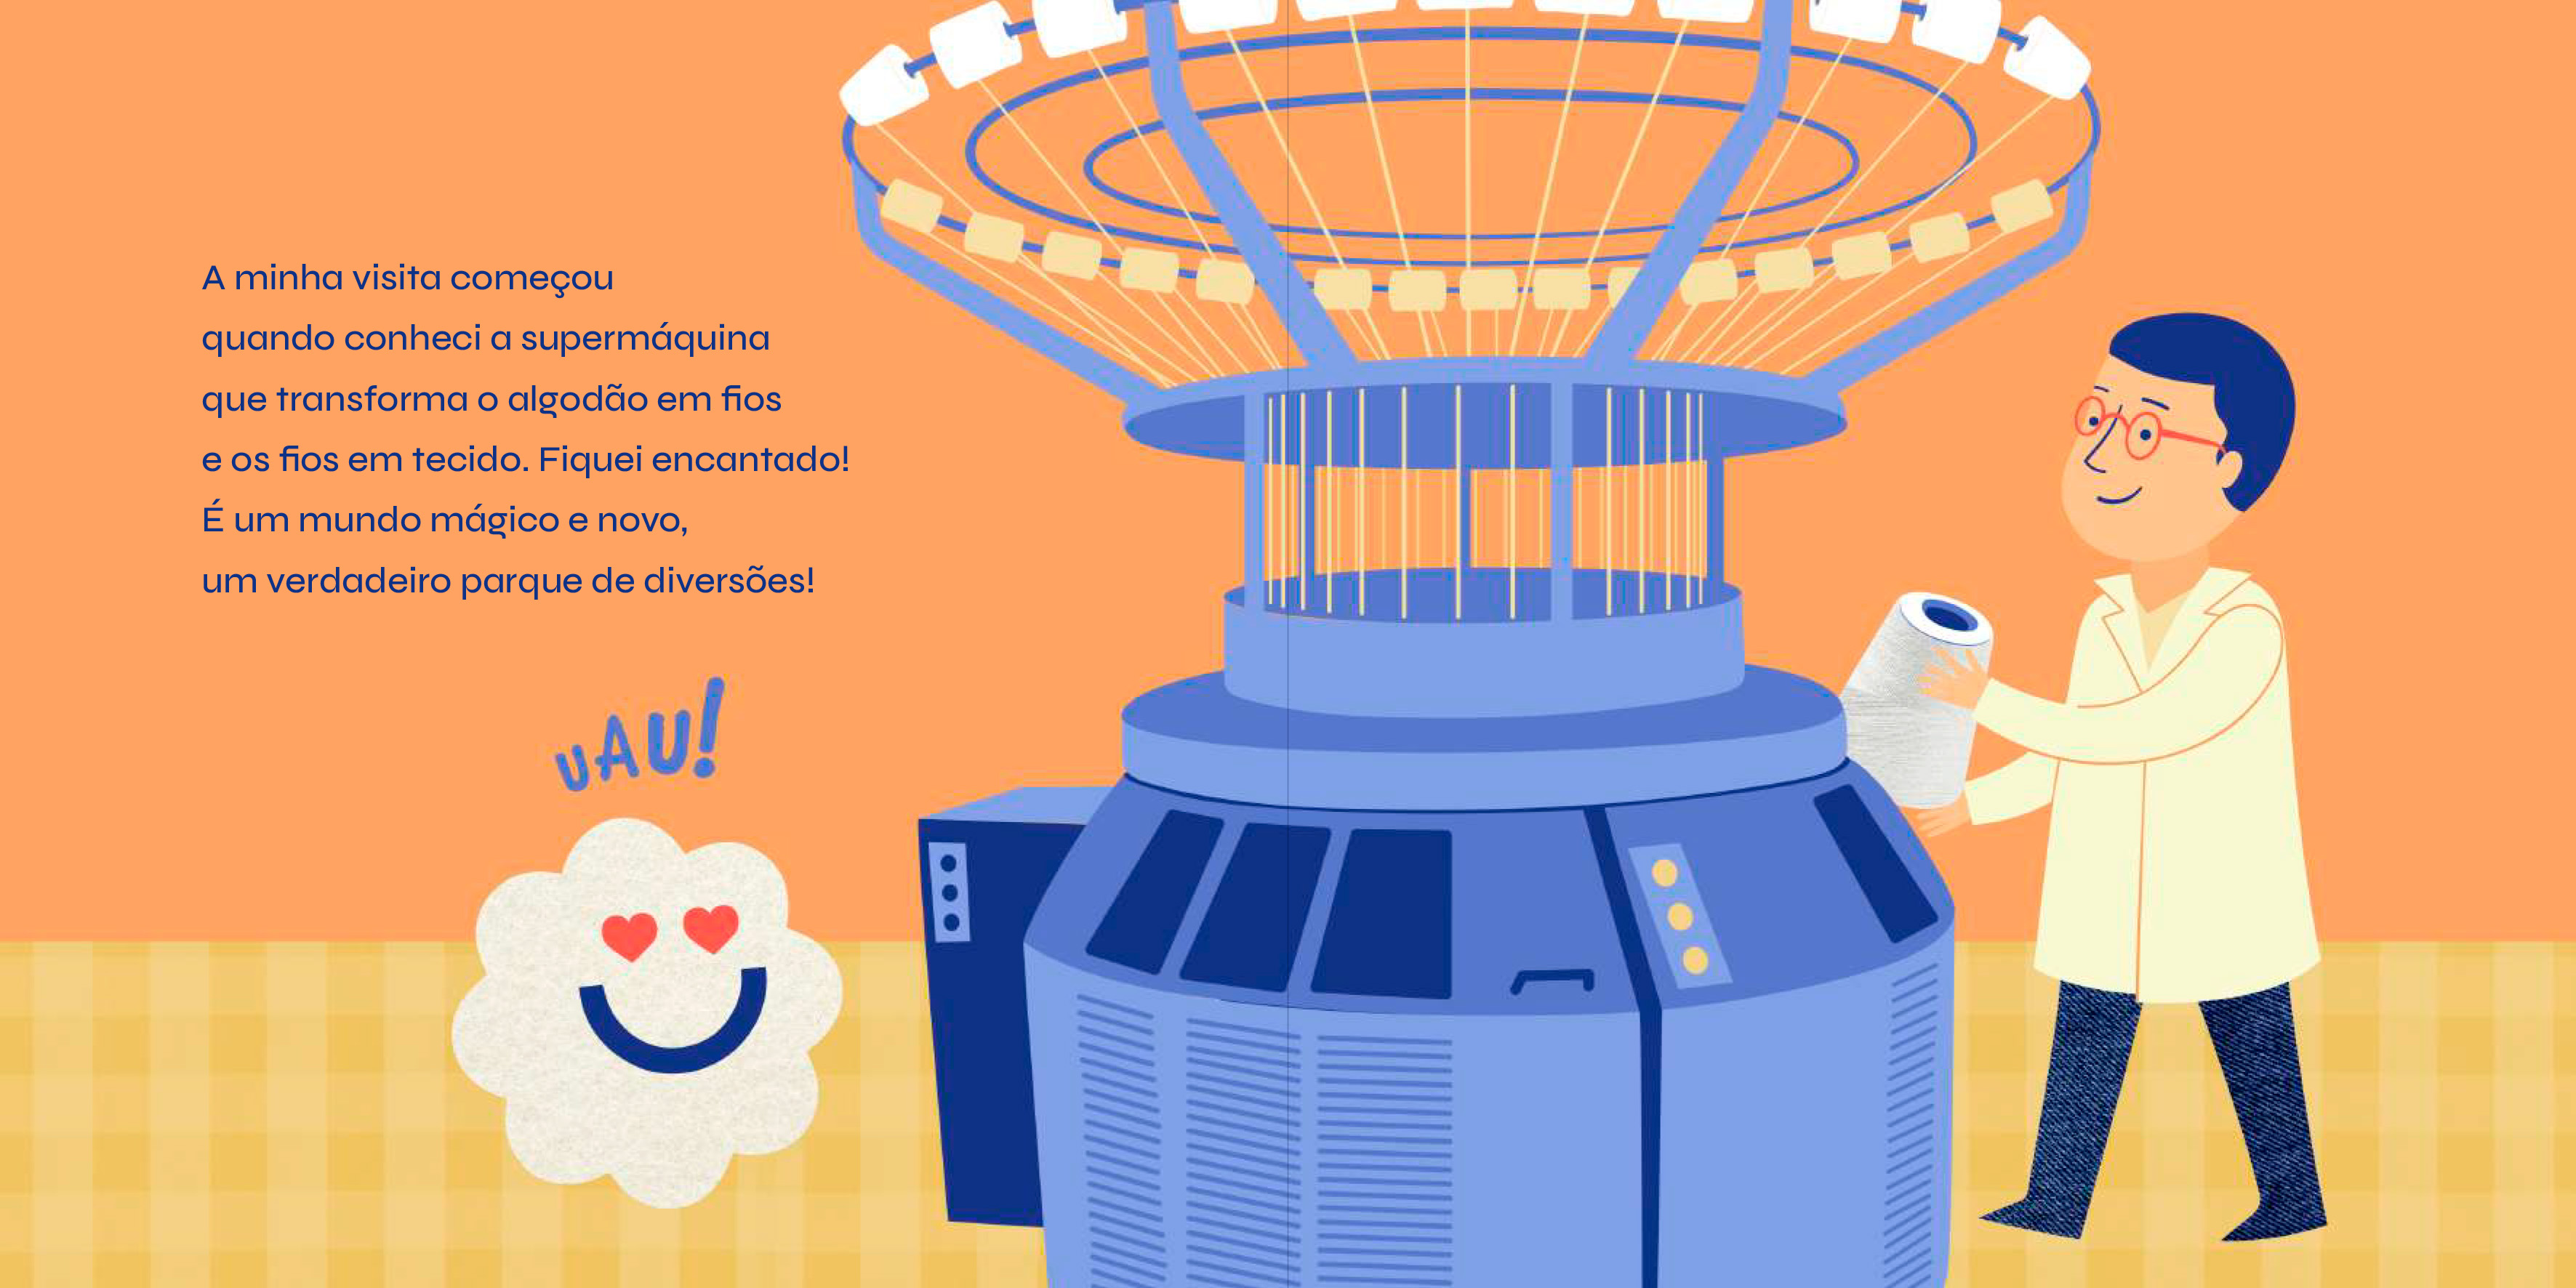 A minha visita começou
quando conheci a supermáquina
que transforma o algodão em fios
e os fios em tecido. Fiquei encantado!
É um mundo mágico e novo,
um verdadeiro parque de diversões!
UAU!